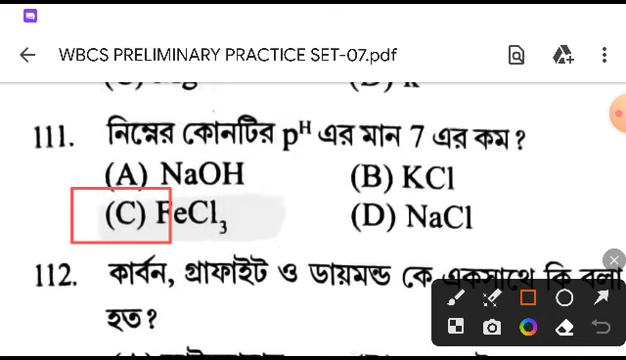 WBCS PRELIMINARY PRACTICE SET-07.pdf
111. নিম্নের কোনটির pᴴ এর মান 7 এর কম?
(A) NaOH (B) KCl
(C) FeCl₃ (D) NaCl
112. কার্বন, গ্রাফাইট ও ডায়মন্ড কে একসাথে কি বলা
হত?